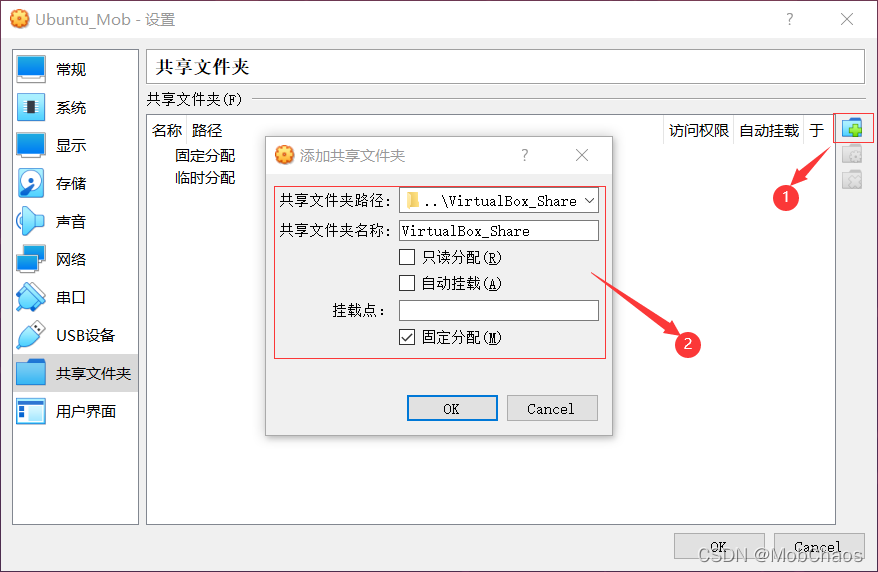 Ubuntu_Mob - 设置
?
常规
系统
显示
存储
声音
网络
串口
USB设备
共享文件夹
用户界面
共享文件夹
共享文件夹(F)
名称 路径 访问权限 自动挂载 于
固定分配
临时分配
1
添加共享文件夹 ?
共享文件夹路径: ..\VirtualBox_Share
共享文件夹名称: VirtualBox_Share
只读分配(R)
自动挂载(A)
挂载点:
固定分配(M)
2
OK Cancel
OK Cancel
CSDN @MobChaos